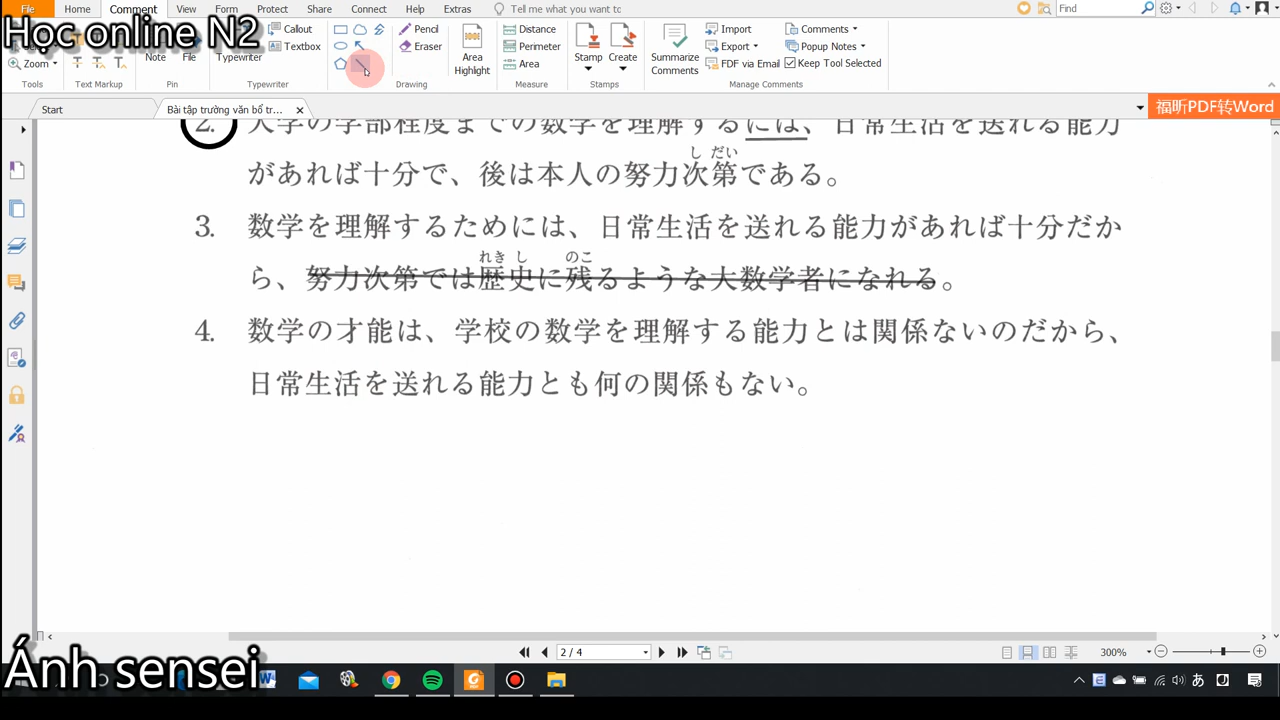 File Home Comment View Form Protect Share Connect Help Extras Tell me what you want to Find
Học online N2
Zoom
Tools
Text Markup
Note
File
Pin
Typewriter
Callout
Textbox
Typewriter
Pencil
Eraser
Drawing
Area Highlight
Distance
Perimeter
Area
Measure
Stamp
Create
Stamps
Summarize Comments
Import
Export
FDF via Email
Comments
Popup Notes
Keep Tool Selected
Manage Comments
Start
Bài tập trường văn bổ tr...
福昕PDF转Word
2. 大学の学部程度までの数学を理解するには、日常生活を送れる能力
しだい
があれば十分で、後は本人の努力次第である。
3. 数学を理解するためには、日常生活を送れる能力があれば十分だか
れきし のこ
ら、努力次第では歴史に残るような大数学者になれる。
4. 数学の才能は、学校の数学を理解する能力とは関係ないのだから、
日常生活を送れる能力とも何の関係もない。
2 / 4
300%
Ánh sensei
あ